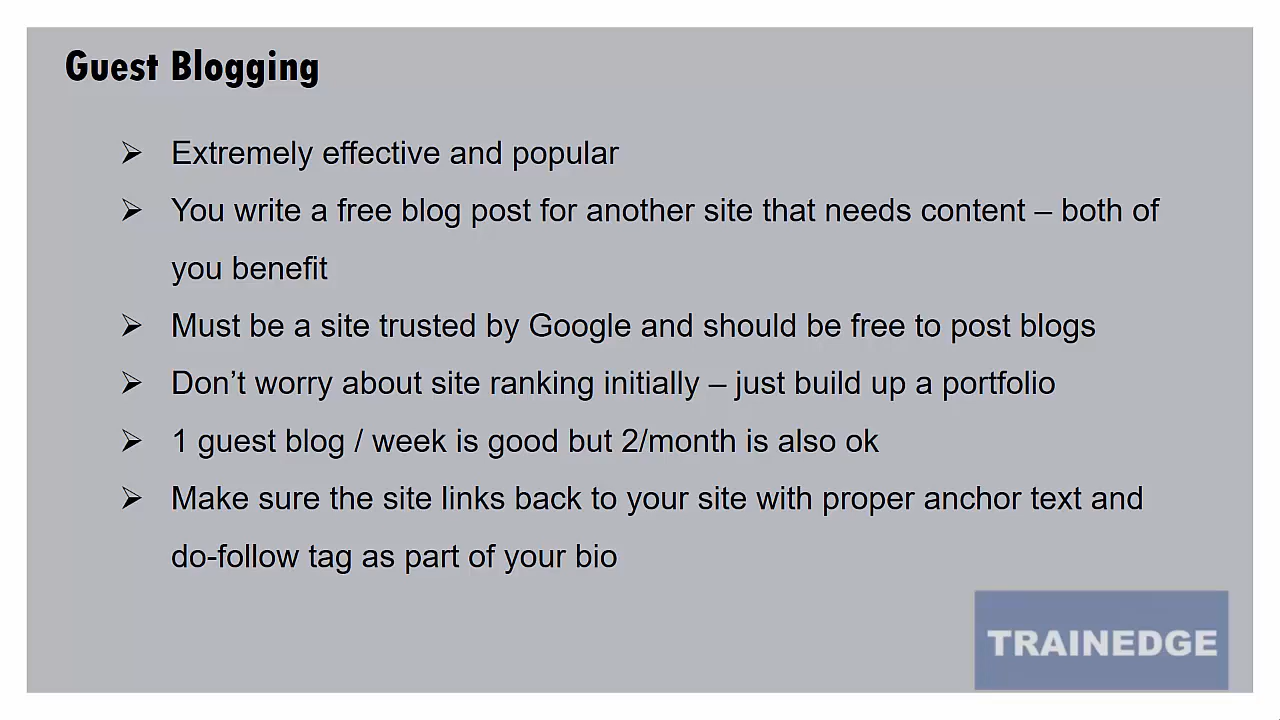 Guest Blogging
➢ Extremely effective and popular
➢ You write a free blog post for another site that needs content – both of
you benefit
➢ Must be a site trusted by Google and should be free to post blogs
➢ Don’t worry about site ranking initially – just build up a portfolio
➢ 1 guest blog / week is good but 2/month is also ok
➢ Make sure the site links back to your site with proper anchor text and
do-follow tag as part of your bio
TRAINEDGE